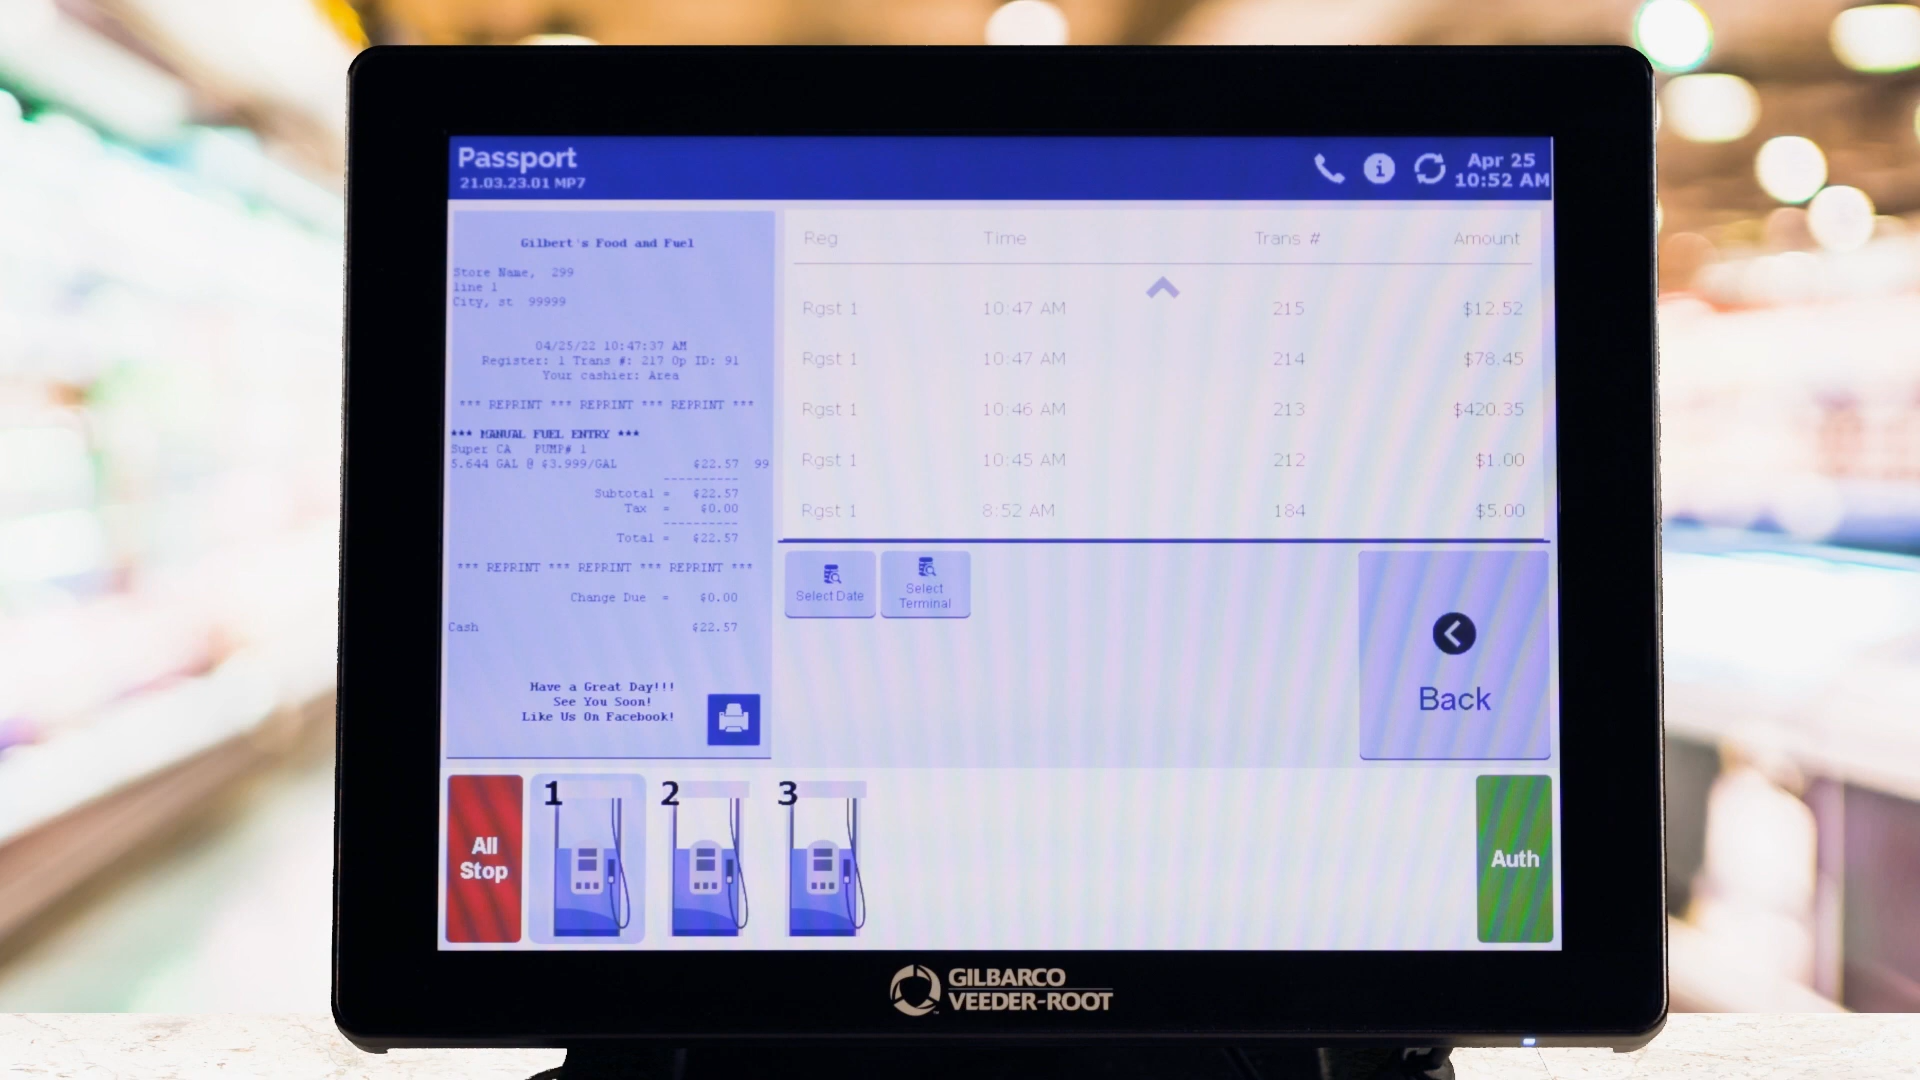 Passport
21.03.23.01 MP7
Apr 25
10:52 AM
Gilbert's Food and Fuel
Store Name, 299
line 1
City, st 99999
04/25/22 10:47:37 AM
Register: 1 Trans #: 217 Op ID: 91
Your cashier: Area
*** REPRINT *** REPRINT *** REPRINT ***
*** MANUAL FUEL ENTRY ***
Super CA PUMP# 1
5.644 GAL @ $3.999/GAL $22.57 99
----------
Subtotal = $22.57
Tax = $0.00
----------
Total = $22.57
*** REPRINT *** REPRINT *** REPRINT ***
Change Due = $0.00
Cash $22.57
Have a Great Day!!!
See You Soon!
Like Us On Facebook!
Reg Time Trans # Amount
Rgst 1 10:47 AM 215 $12.52
Rgst 1 10:47 AM 214 $78.45
Rgst 1 10:46 AM 213 $420.35
Rgst 1 10:45 AM 212 $1.00
Rgst 1 8:52 AM 184 $5.00
Select Date
Select
Terminal
Back
All
Stop
1 2 3
Auth
GILBARCO
VEEDER-ROOT